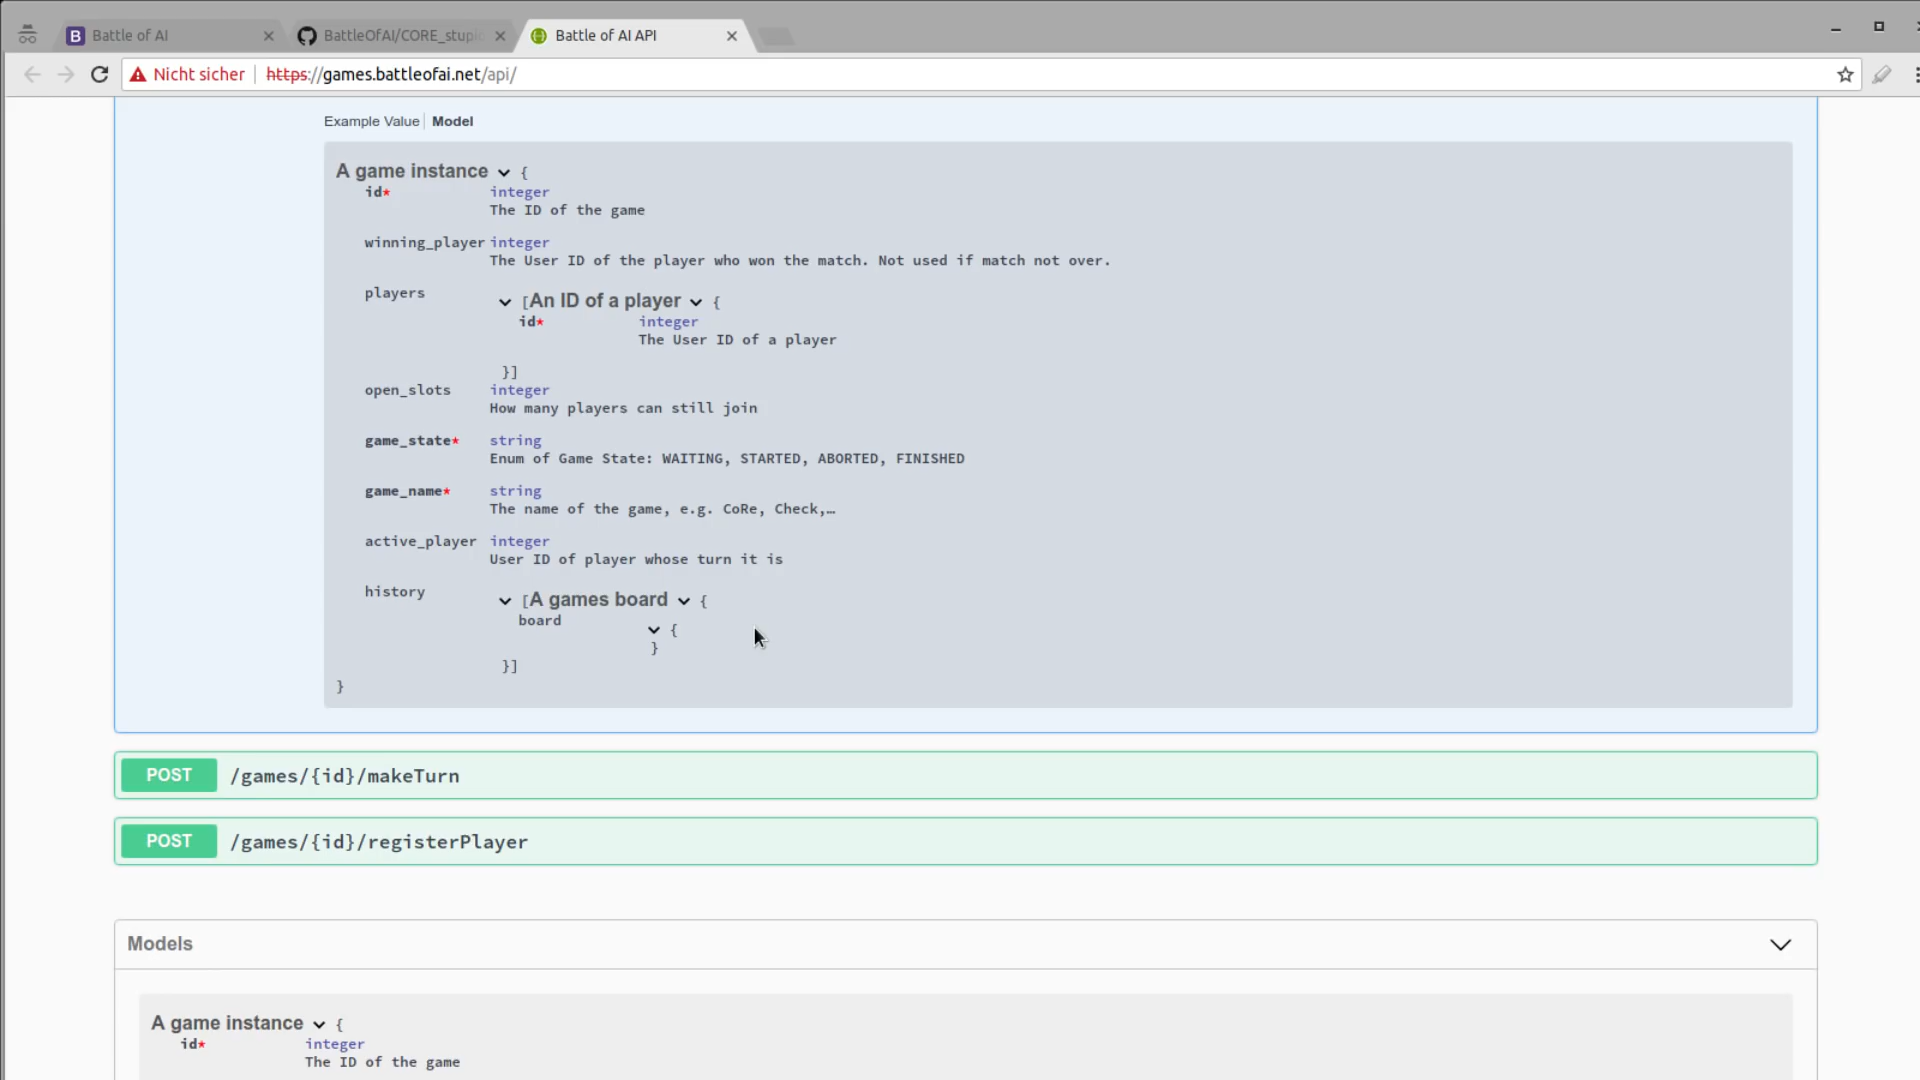 Battle of AI
BattleOfAI/CORE_stupi
Battle of AI API
Nicht sicher https://games.battleofai.net/api/
Example Value Model
A game instance {
id* integer
The ID of the game
winning_player integer
The User ID of the player who won the match. Not used if match not over.
players [An ID of a player {
id* integer
The User ID of a player
}]
open_slots integer
How many players can still join
game_state* string
Enum of Game State: WAITING, STARTED, ABORTED, FINISHED
game_name* string
The name of the game, e.g. CoRe, Check,…
active_player integer
User ID of player whose turn it is
history [A games board {
board {
}
}]
}
POST /games/{id}/makeTurn
POST /games/{id}/registerPlayer
Models
A game instance {
id* integer
The ID of the game